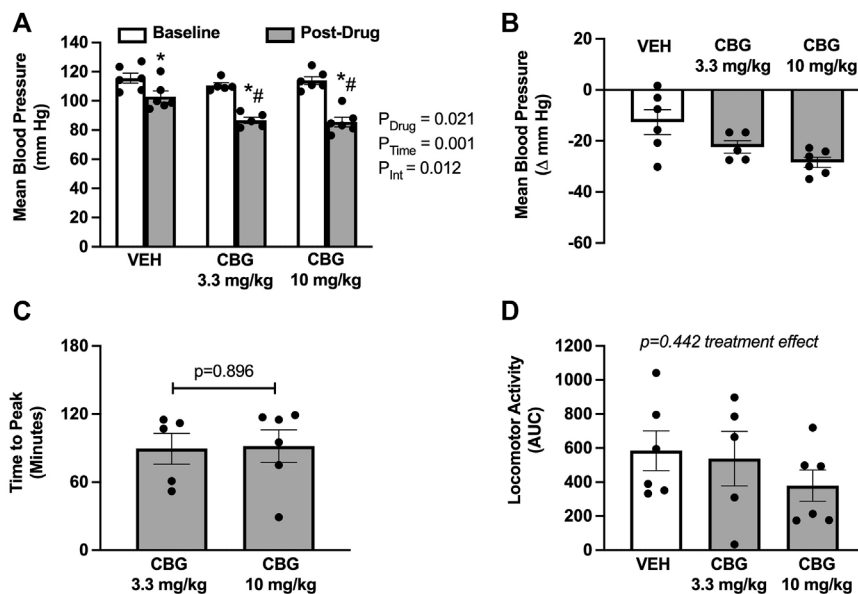 A
Baseline
Post-Drug
Mean Blood Pressure
(mm Hg)
140
120
100
80
60
40
20
0
*
*#
*#
P_Drug = 0.021
P_Time = 0.001
P_Int = 0.012
VEH
CBG
3.3 mg/kg
CBG
10 mg/kg
B
Mean Blood Pressure
(Δ mm Hg)
20
0
-20
-40
-60
VEH
CBG
3.3 mg/kg
CBG
10 mg/kg
C
Time to Peak
(Minutes)
180
120
60
0
p=0.896
CBG
3.3 mg/kg
CBG
10 mg/kg
D
p=0.442 treatment effect
Locomotor Activity
(AUC)
1200
1000
800
600
400
200
0
VEH
CBG
3.3 mg/kg
CBG
10 mg/kg